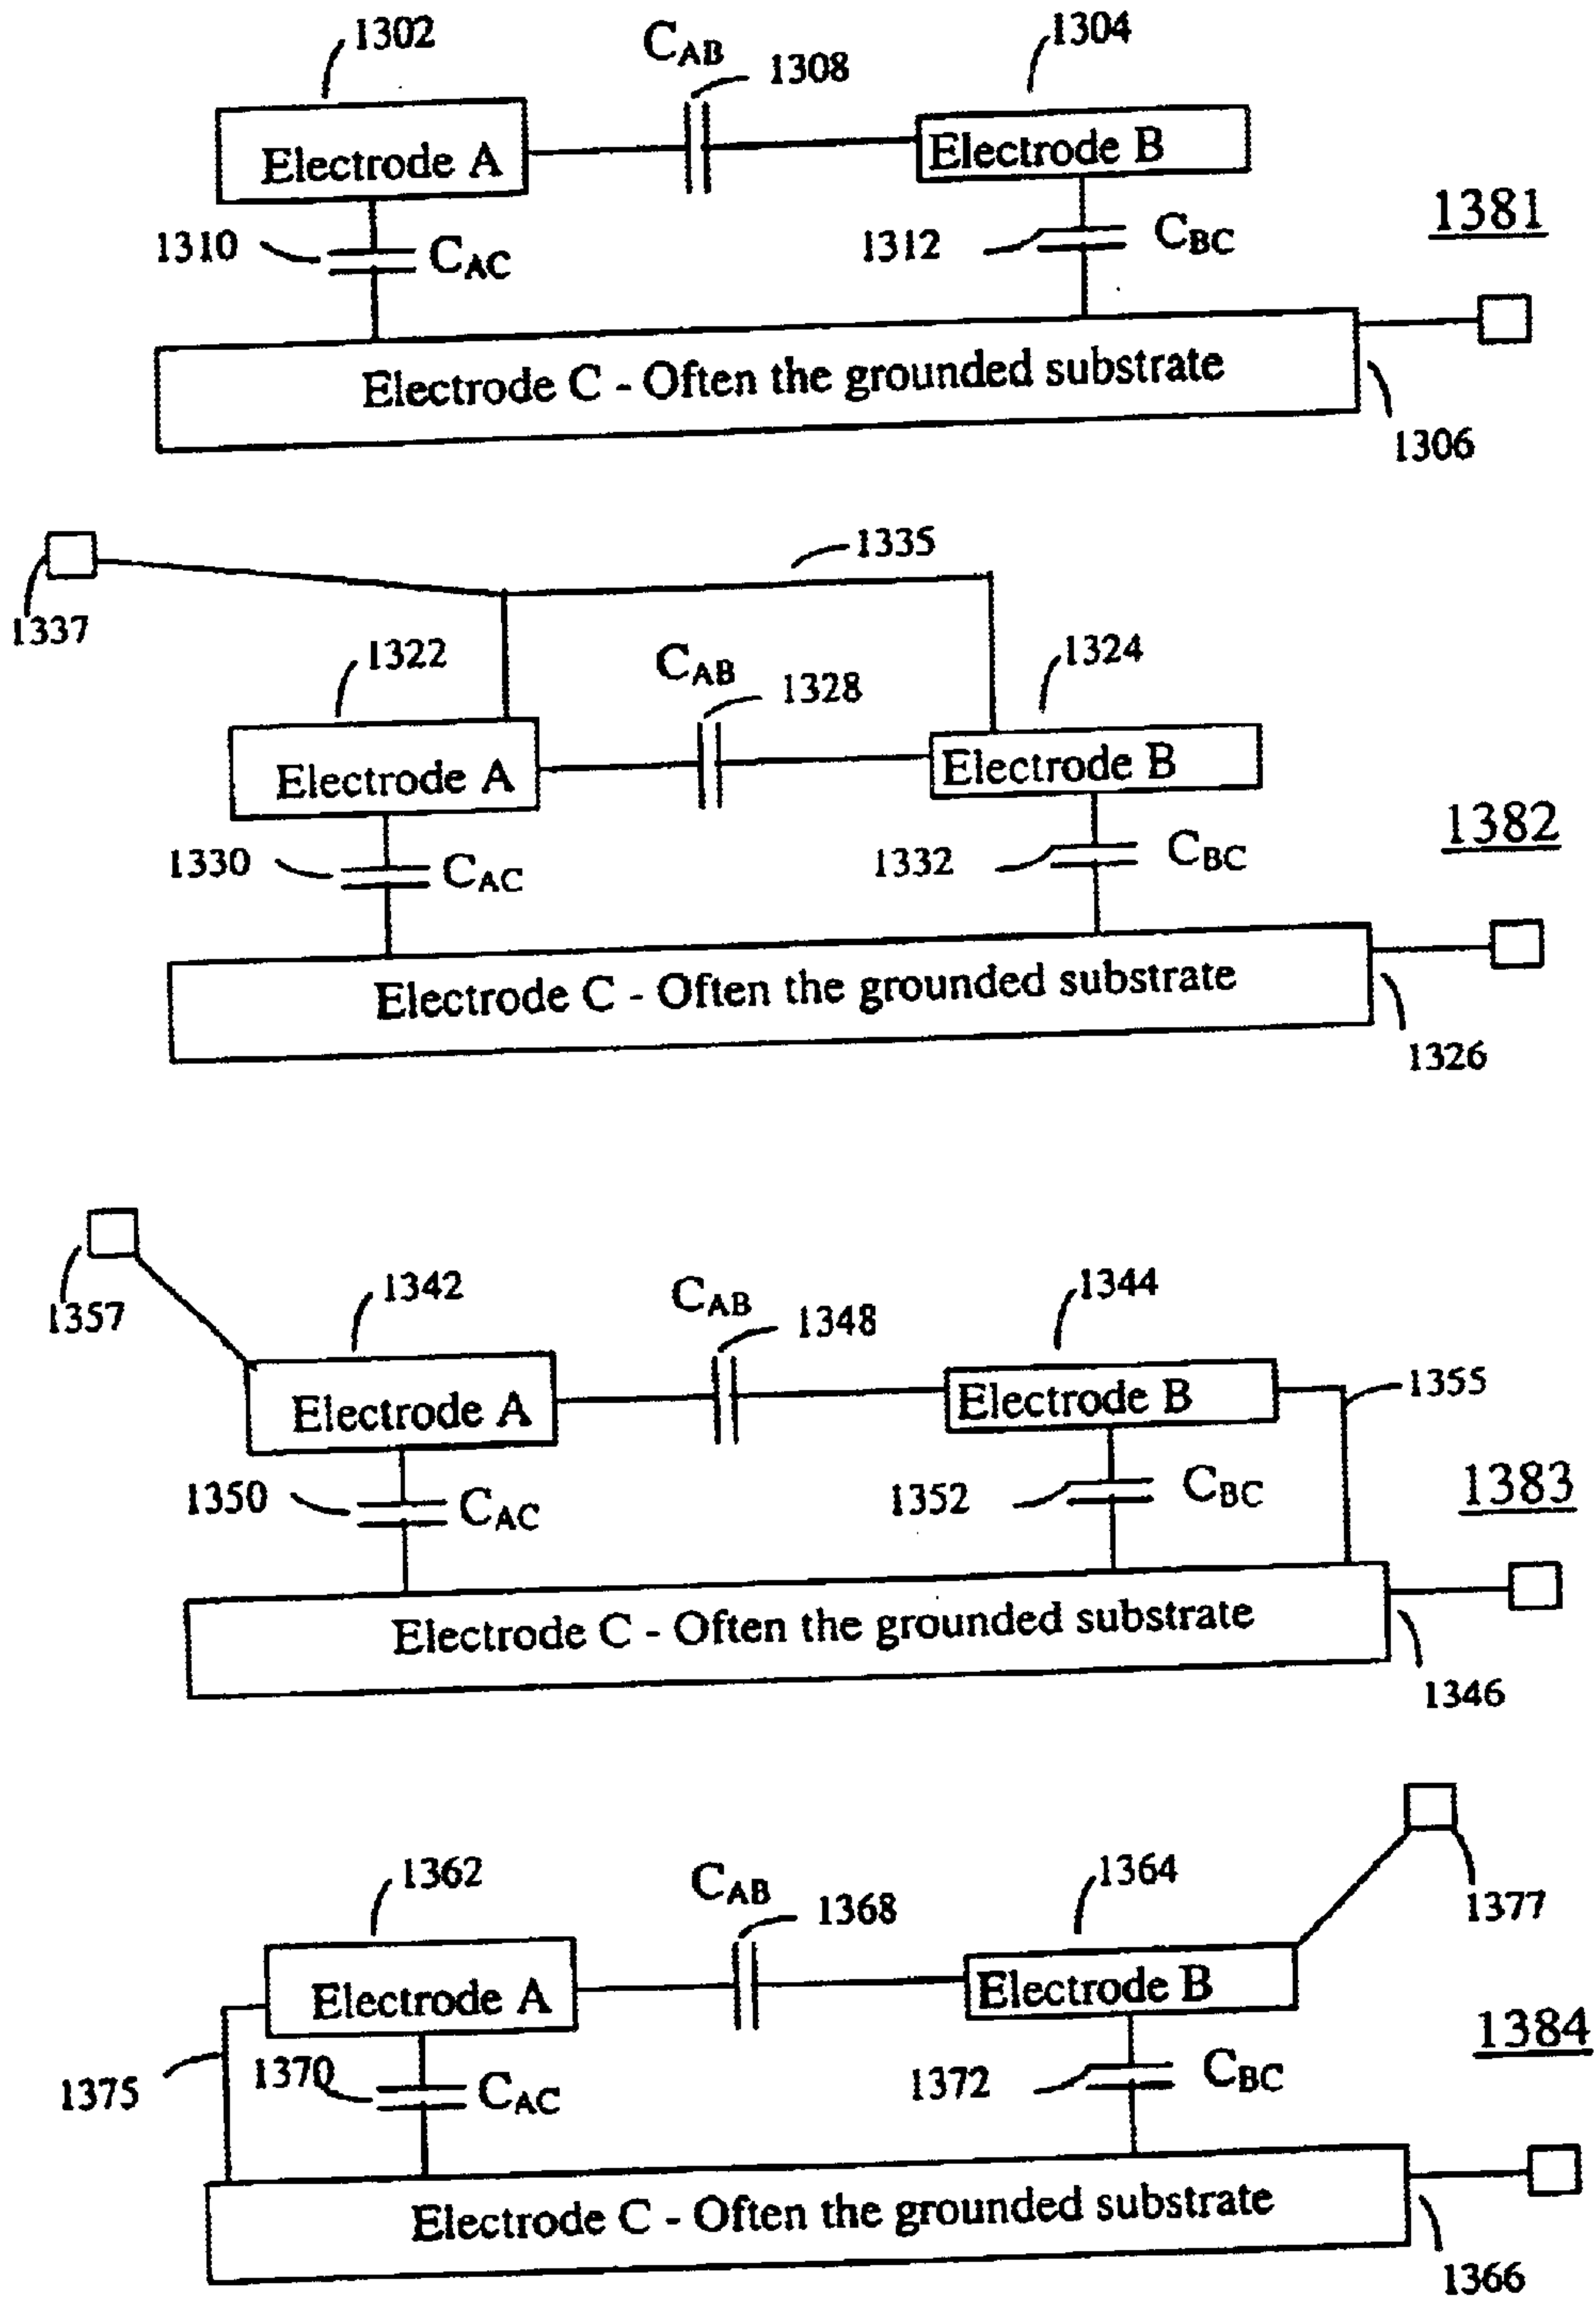 1302
CAB
1308
1304
Electrode A
Electrode B
1381
1310
CAC
1312
CBC
Electrode C - Often the grounded substrate
1306
1335
1337
1322
CAB
1328
1324
Electrode A
Electrode B
1382
1330
CAC
1332
CBC
Electrode C - Often the grounded substrate
1326
1357
1342
CAB
1348
1344
Electrode A
Electrode B
1355
1383
1350
CAC
1352
CBC
Electrode C - Often the grounded substrate
1346
1362
CAB
1368
1364
1377
Electrode A
Electrode B
1384
1375
1370
CAC
1372
CBC
Electrode C - Often the grounded substrate
1366